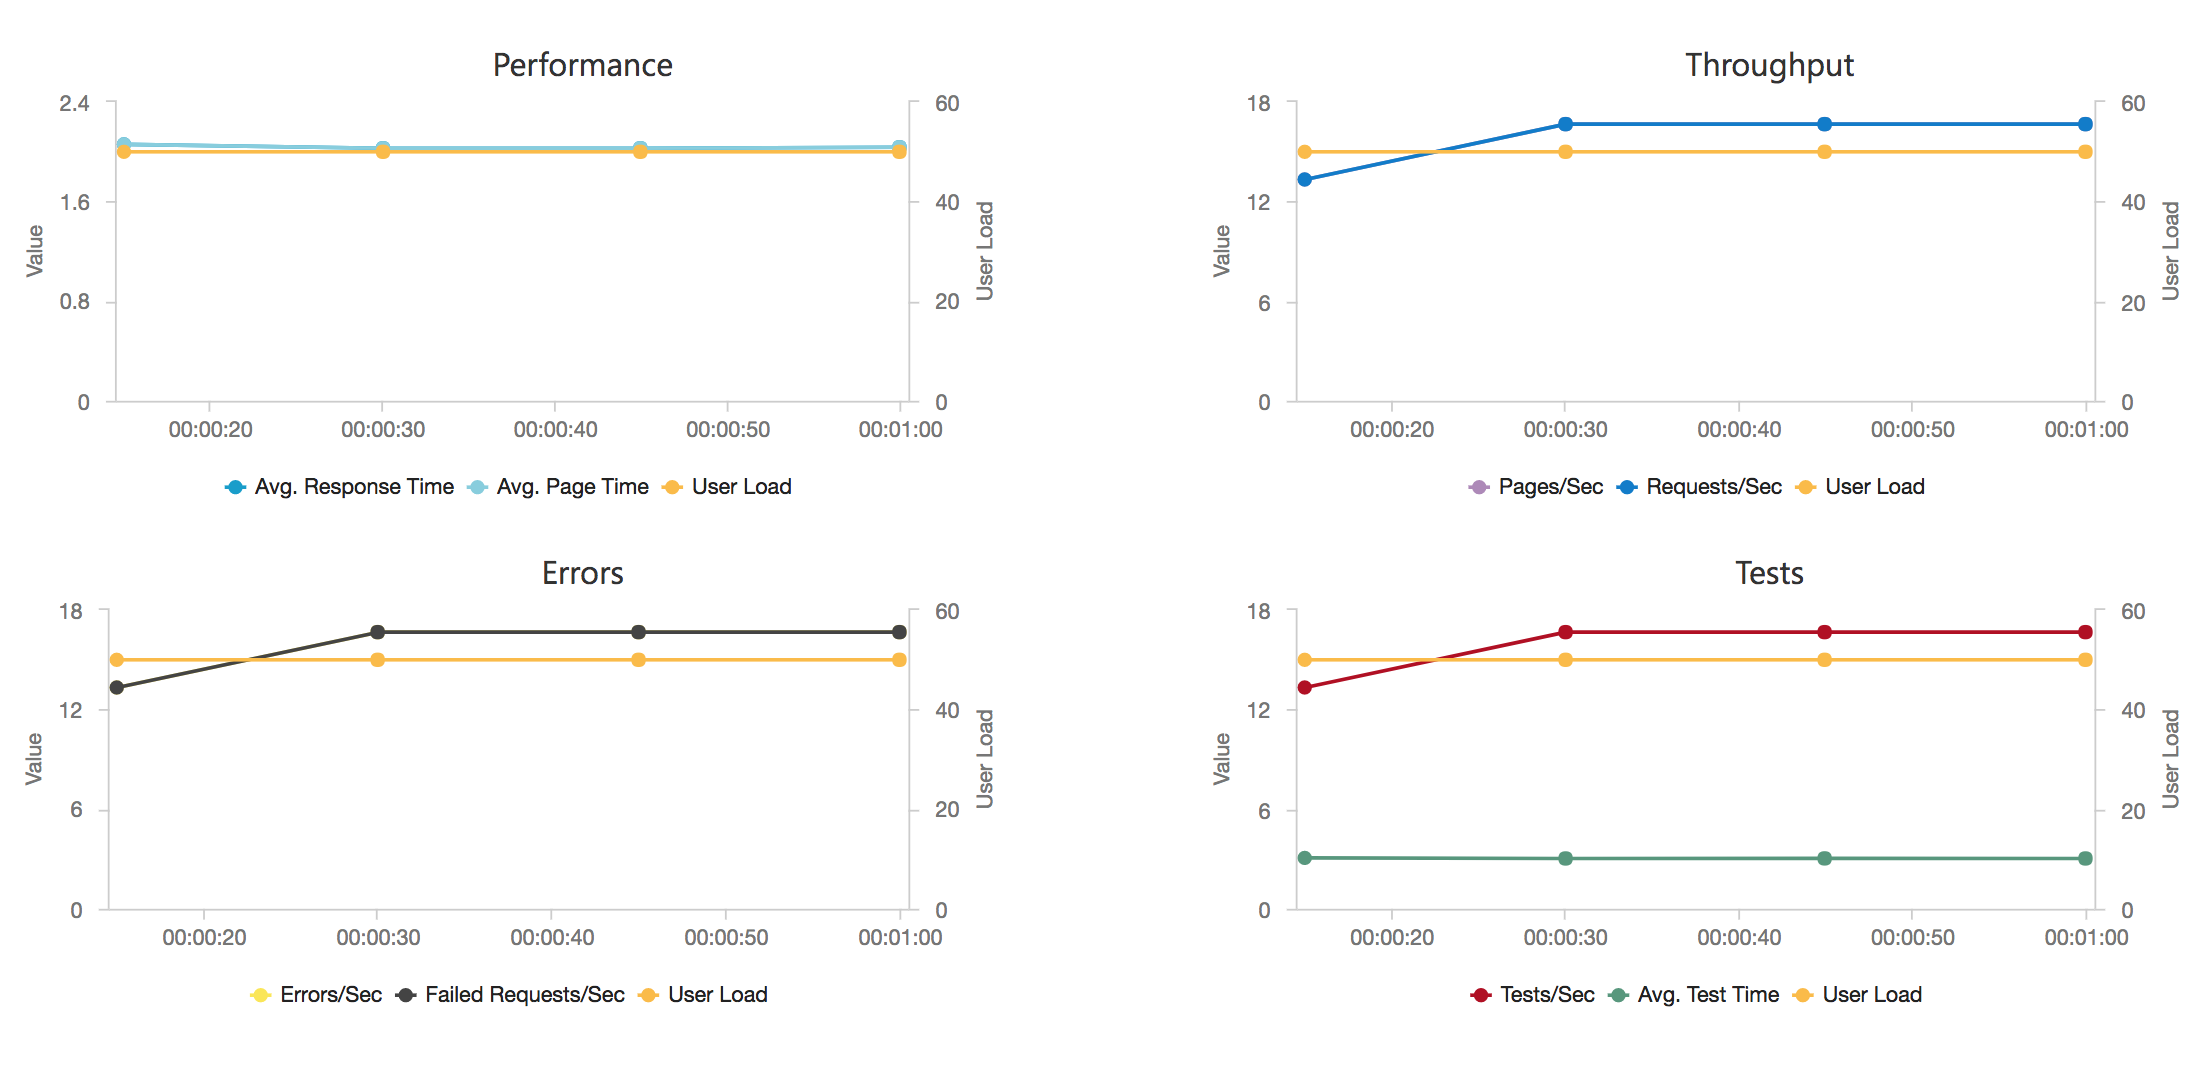 Performance
2.4
1.6
0.8
0
Value
60
40
20
0
User Load
00:00:20 00:00:30 00:00:40 00:00:50 00:01:00
Avg. Response Time Avg. Page Time User Load
Throughput
18
12
6
0
Value
60
40
20
0
User Load
00:00:20 00:00:30 00:00:40 00:00:50 00:01:00
Pages/Sec Requests/Sec User Load
Errors
18
12
6
0
Value
60
40
20
0
User Load
00:00:20 00:00:30 00:00:40 00:00:50 00:01:00
Errors/Sec Failed Requests/Sec User Load
Tests
18
12
6
0
Value
60
40
20
0
User Load
00:00:20 00:00:30 00:00:40 00:00:50 00:01:00
Tests/Sec Avg. Test Time User Load